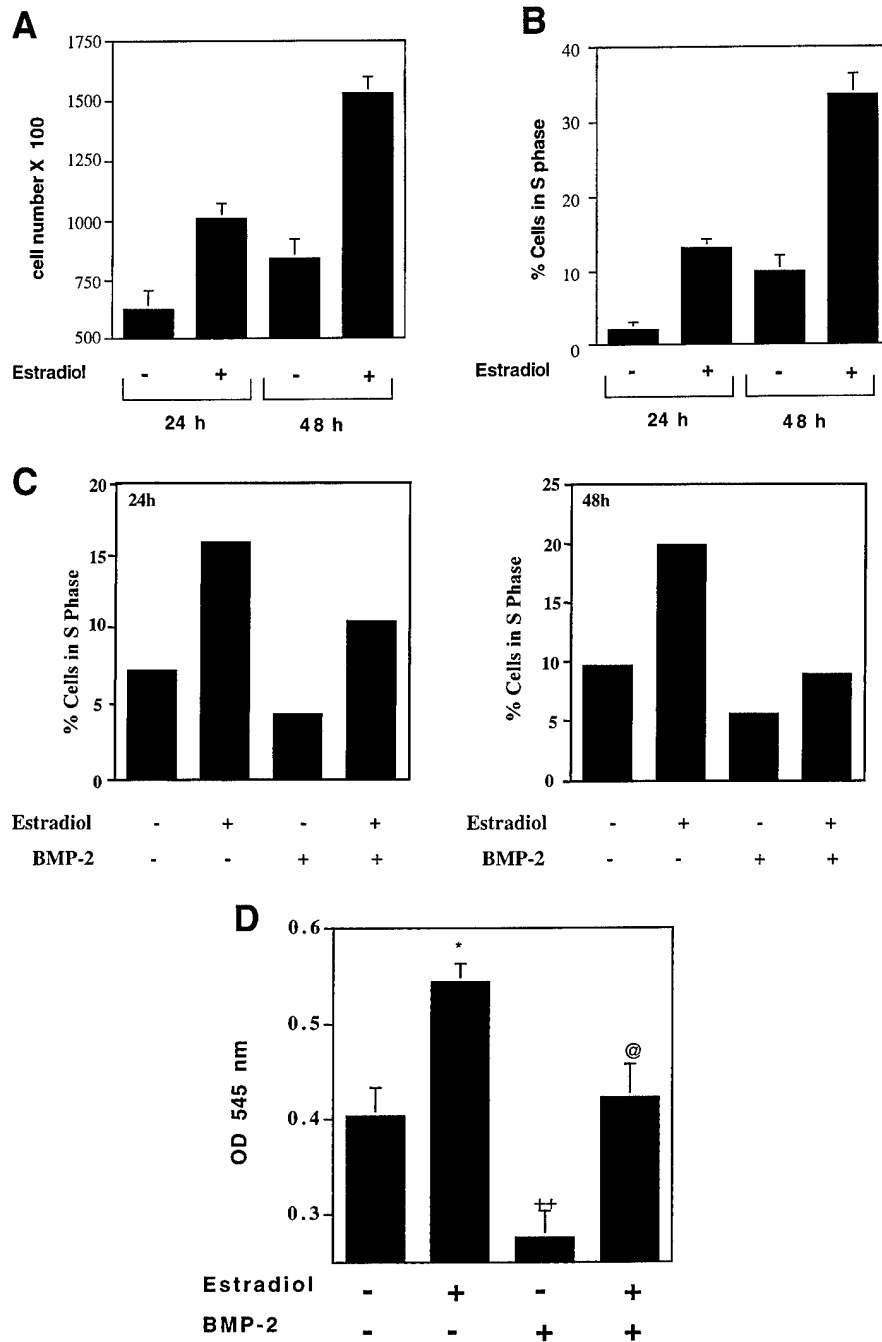 A
1750
1500
1250
1000
750
500
cell number X 100
Estradiol - + - +
24 h 48 h
B
40
30
20
10
0
% Cells in S phase
Estradiol - + - +
24 h 48 h
C
20
15
10
5
0
% Cells in S Phase
24h
Estradiol - + - +
BMP-2 - - + +
25
20
15
10
5
0
% Cells in S Phase
48h
Estradiol - + - +
BMP-2 - - + +
D
0.6
0.5
0.4
0.3
OD 545 nm
*
‡‡
@
Estradiol - + - +
BMP-2 - - + +